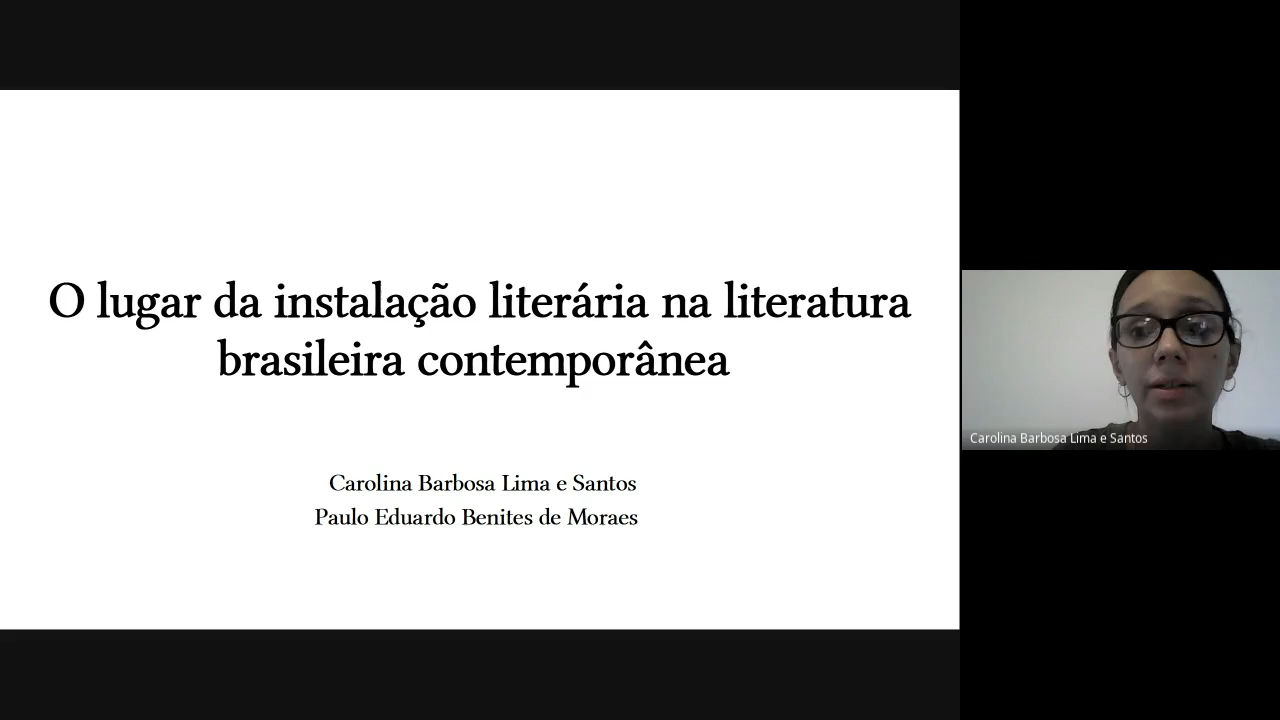 O lugar da instalação literária na literatura
brasileira contemporânea
Carolina Barbosa Lima e Santos
Paulo Eduardo Benites de Moraes
Carolina Barbosa Lima e Santos